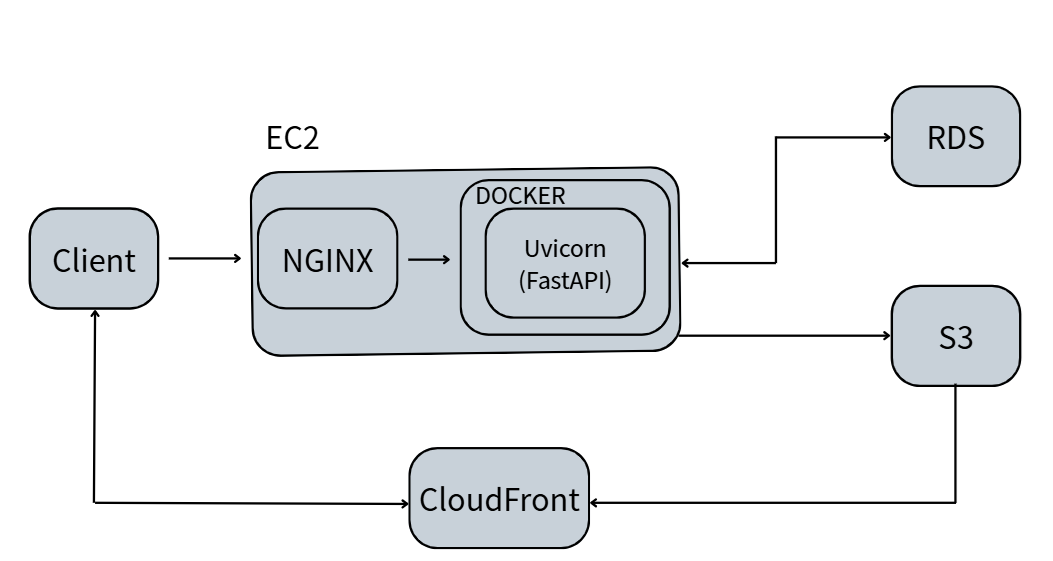 EC2
RDS
DOCKER
Client
NGINX
Uvicorn
(FastAPI)
S3
CloudFront